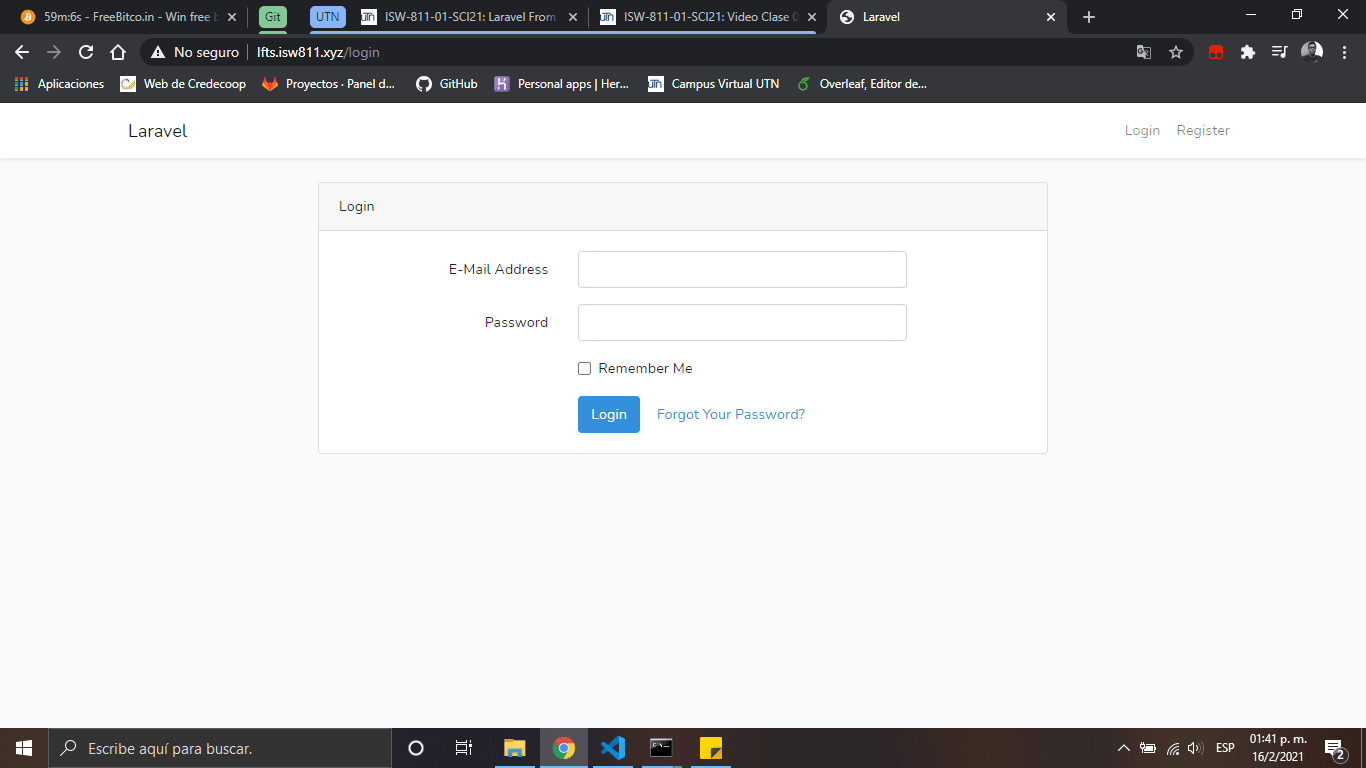 59m:6s - FreeBitco.in - Win free b
Git
UTN
ISW-811-01-SCI21: Laravel From
ISW-811-01-SCI21: Video Clase 0
Laravel
No seguro
lfts.isw811.xyz/login
Aplicaciones
Web de Credecoop
Proyectos · Panel d...
GitHub
Personal apps | Her...
Campus Virtual UTN
Overleaf, Editor de...
Laravel
Login
Register
Login
E-Mail Address
Password
Remember Me
Login
Forgot Your Password?
Escribe aquí para buscar.
ESP
01:41 p. m.
16/2/2021
2